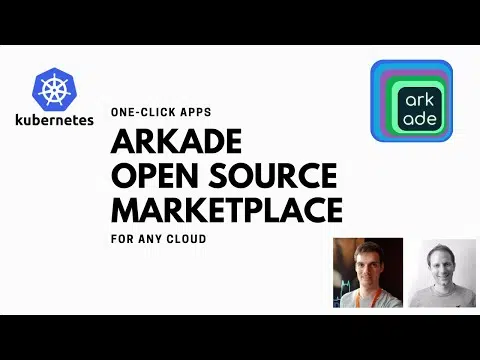 kubernetes
ONE-CLICK APPS
ARKADE
OPEN SOURCE
MARKETPLACE
FOR ANY CLOUD
ark
ade